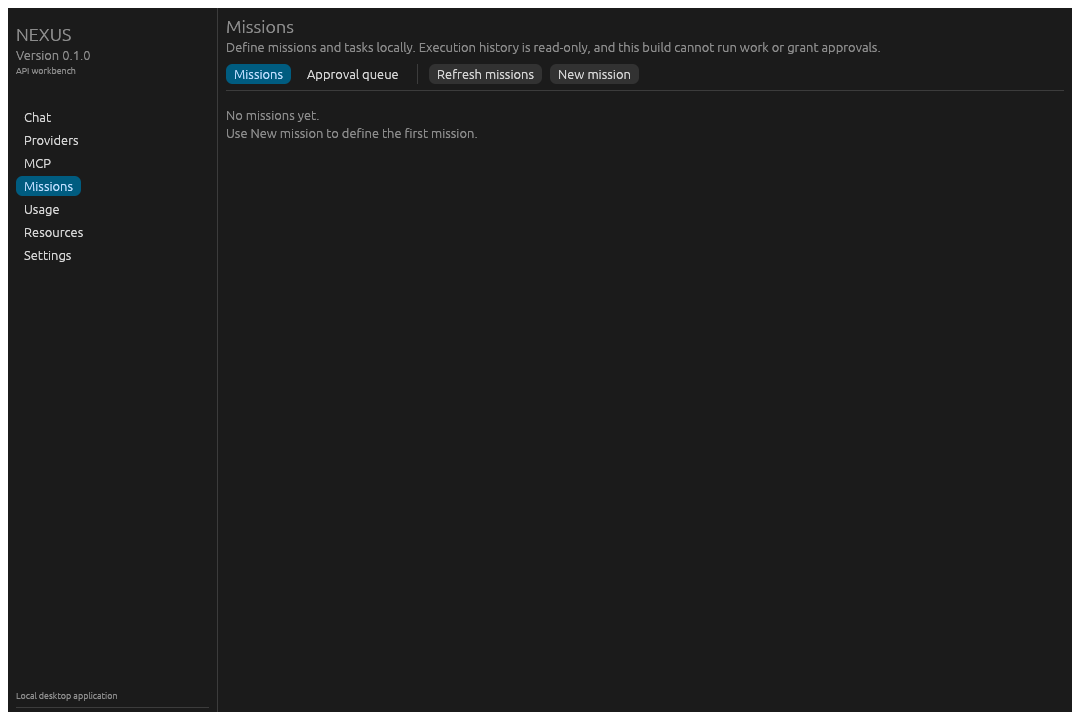 NEXUS
Version 0.1.0
API workbench
Chat
Providers
MCP
Missions
Usage
Resources
Settings
Local desktop application
Missions
Define missions and tasks locally. Execution history is read-only, and this build cannot run work or grant approvals.
Missions Approval queue Refresh missions New mission
No missions yet.
Use New mission to define the first mission.